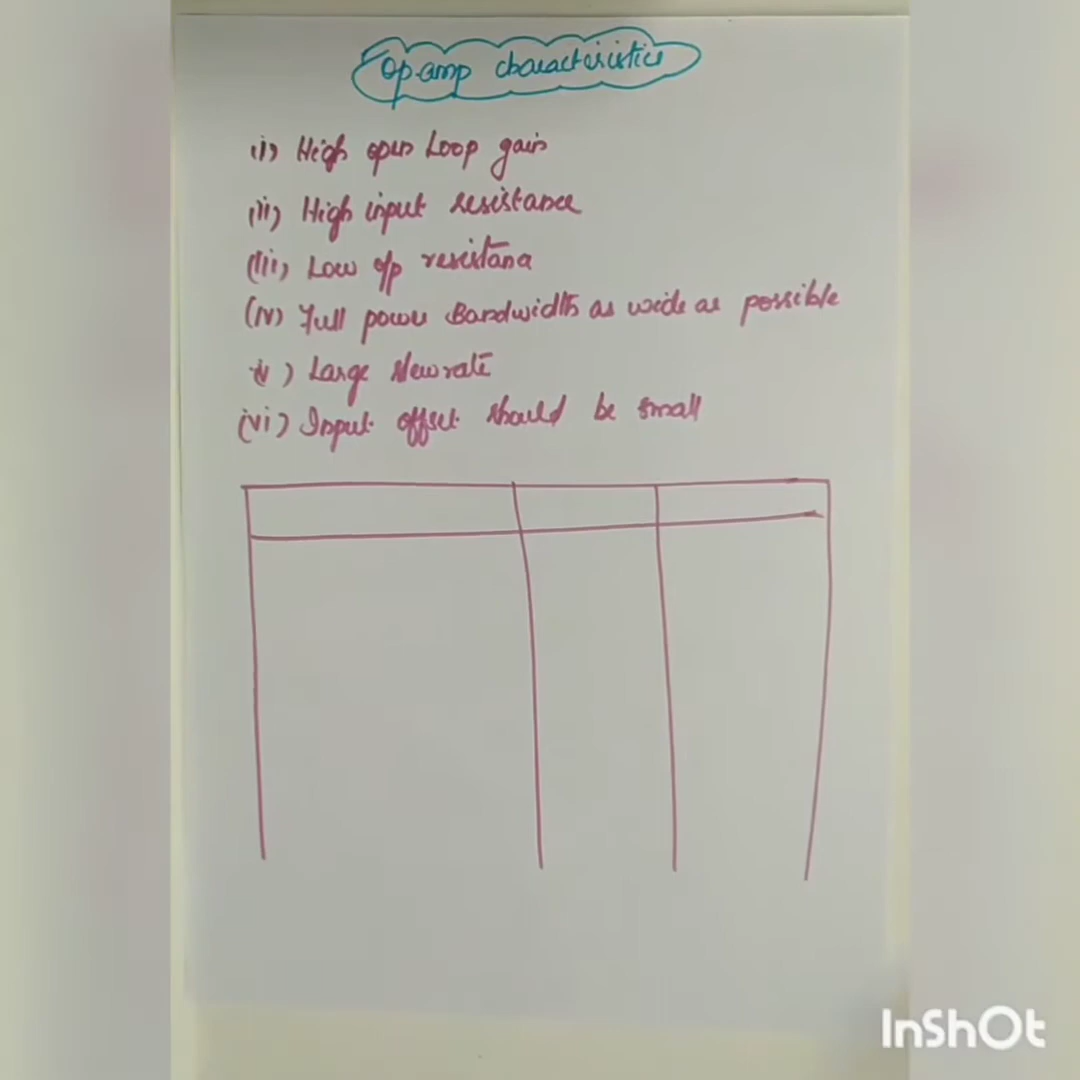 Op-amp characteristics
(i) High open Loop gain
(ii) High input resistance
(iii) Low o/p resistana
(iv) Full power Bandwidth as wide as possible
v) Large slew rate
(vi) Input offset should be small
InShOt